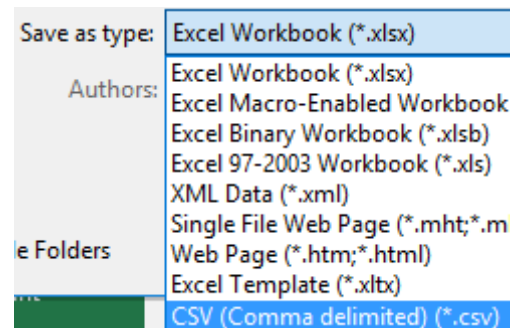 Save as type: Excel Workbook (*.xlsx)
Authors:
Excel Workbook (*.xlsx)
Excel Macro-Enabled Workbook
Excel Binary Workbook (*.xlsb)
Excel 97-2003 Workbook (*.xls)
XML Data (*.xml)
Single File Web Page (*.mht;*.m
Web Page (*.htm;*.html)
Excel Template (*.xltx)
CSV (Comma delimited) (*.csv)
Folders